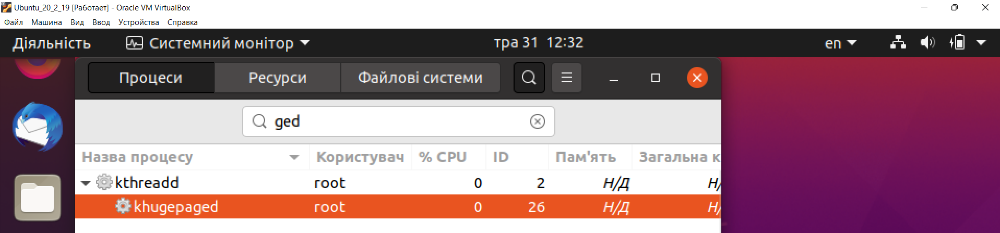 Ubuntu_20_2_19 [Работает] - Oracle VM VirtualBox
Файл Машина Вид Ввод Устройства Справка
Діяльність Системний монітор тра 31 12:32 en
Процеси Ресурси Файлові системи
ged
Назва процесу Користувач % CPU ID Пам'ять Загальна к
kthreadd root 0 2 Н/Д Н/
khugepaged root 0 26 Н/Д Н/